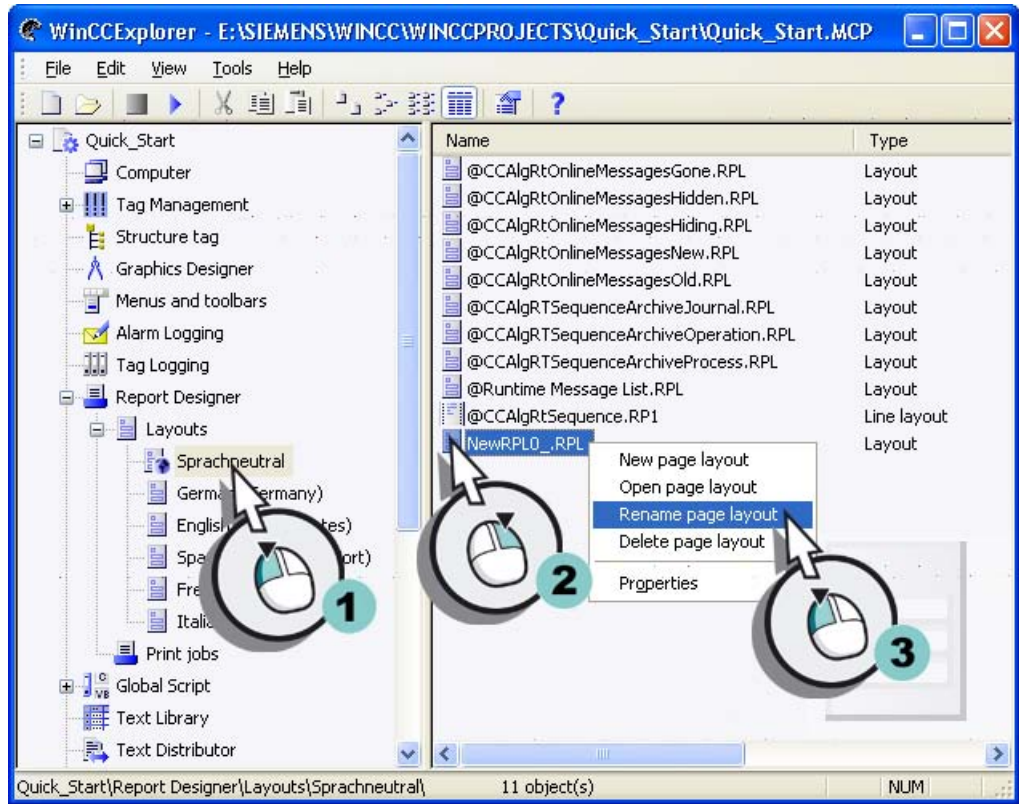 WinCCExplorer - E:\SIEMENS\WINCC\WINCCPROJECTS\Quick_Start\Quick_Start.MCP
File Edit View Tools Help
Quick_Start
Computer
Tag Management
Structure tag
Graphics Designer
Menus and toolbars
Alarm Logging
Tag Logging
Report Designer
Layouts
Sprachneutral
Print jobs
Global Script
Text Library
Text Distributor
Name Type
@CCAlgRtOnlineMessagesGone.RPL Layout
@CCAlgRtOnlineMessagesHidden.RPL Layout
@CCAlgRtOnlineMessagesHiding.RPL Layout
@CCAlgRtOnlineMessagesNew.RPL Layout
@CCAlgRtOnlineMessagesOld.RPL Layout
@CCAlgRTSequenceArchiveJournal.RPL Layout
@CCAlgRTSequenceArchiveOperation.RPL Layout
@CCAlgRTSequenceArchiveProcess.RPL Layout
@Runtime Message List.RPL Layout
@CCAlgRtSequence.RP1 Line layout
NewRPL0_.RPL Layout
New page layout
Open page layout
Rename page layout
Delete page layout
Properties
1
2
3
Quick_Start\Report Designer\Layouts\Sprachneutral\ 11 object(s) NUM